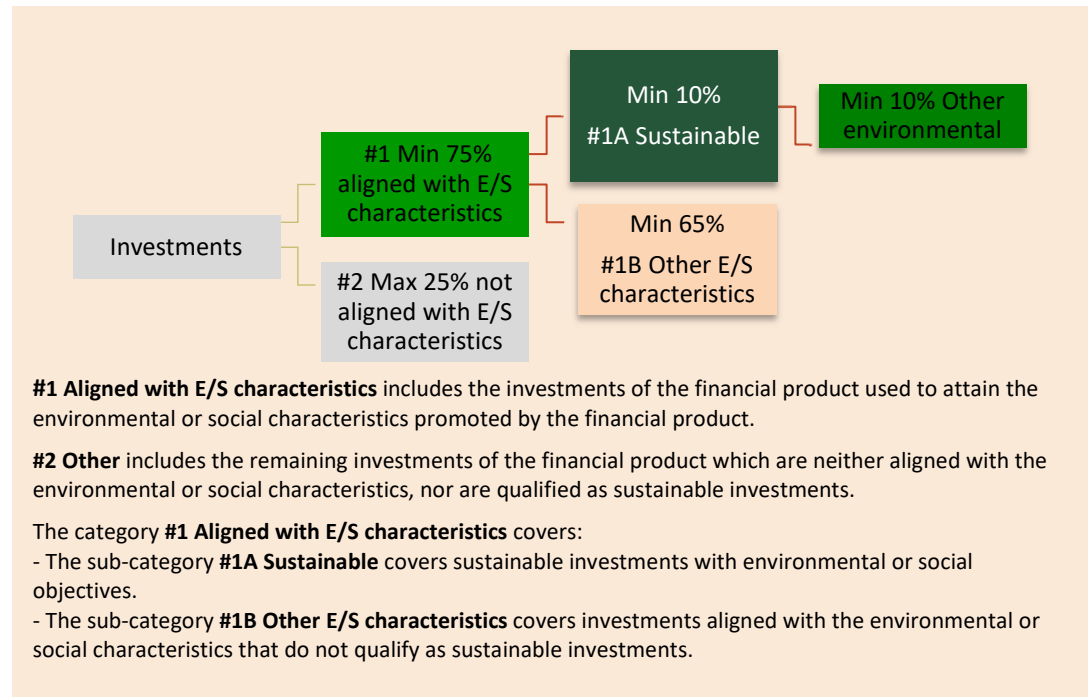 Min 10%
#1A Sustainable
Min 10% Other
environmental
#1 Min 75%
aligned with E/S
characteristics
Investments
Min 65%
#1B Other E/S
characteristics
#2 Max 25% not
aligned with E/S
characteristics
#1 Aligned with E/S characteristics includes the investments of the financial product used to attain the
environmental or social characteristics promoted by the financial product.
#2 Other includes the remaining investments of the financial product which are neither aligned with the
environmental or social characteristics, nor are qualified as sustainable investments.
The category #1 Aligned with E/S characteristics covers:
- The sub-category #1A Sustainable covers sustainable investments with environmental or social
objectives.
- The sub-category #1B Other E/S characteristics covers investments aligned with the environmental or
social characteristics that do not qualify as sustainable investments.